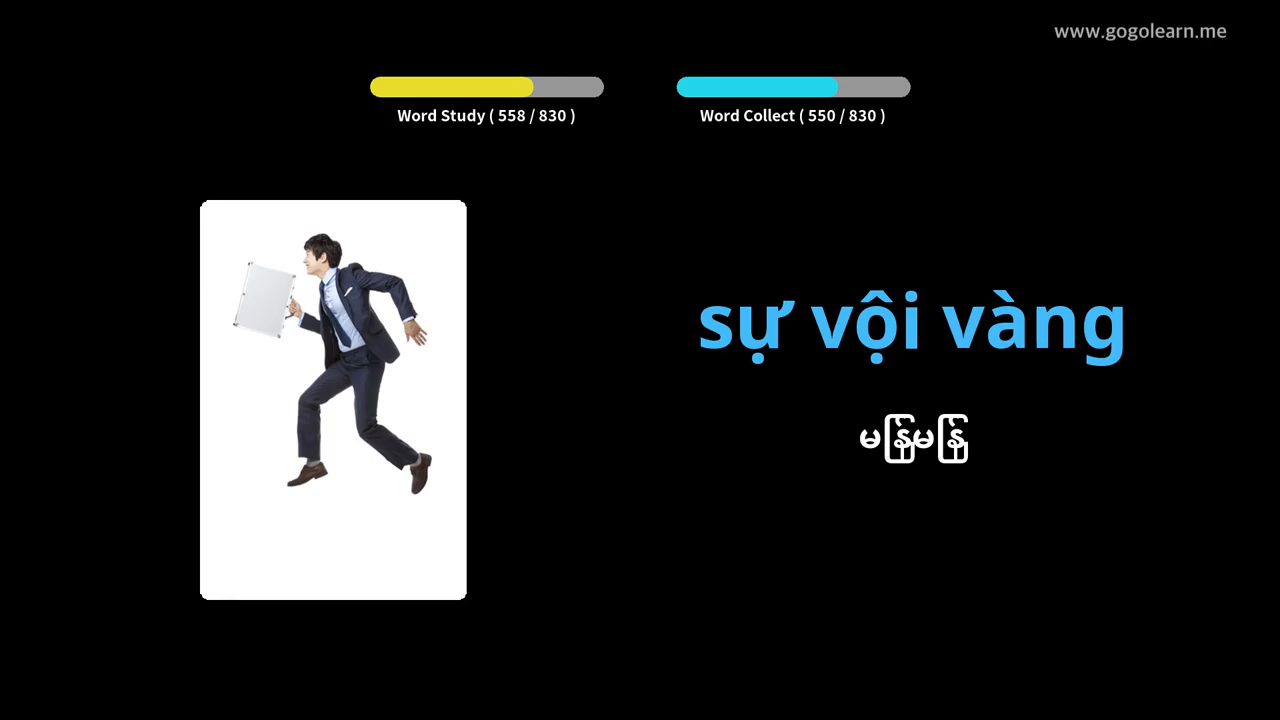 www.gogolearn.me
Word Study ( 558 / 830 )
Word Collect ( 550 / 830 )
sự vội vàng
မြန်မြန်